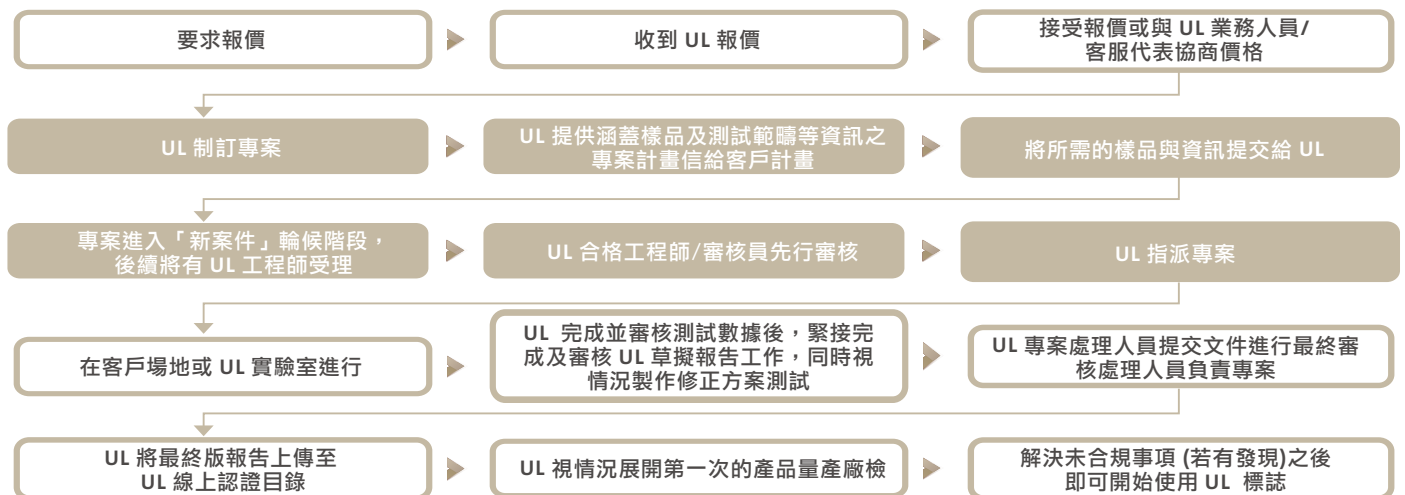 要求報價
收到 UL 報價
接受報價或與 UL 業務人員/
客服代表協商價格
UL 制訂專案
UL 提供涵蓋樣品及測試範疇等資訊之
專案計畫信給客戶計畫
將所需的樣品與資訊提交給 UL
專案進入「新案件」輪候階段，
後續將有 UL 工程師受理
UL 合格工程師/審核員先行審核
UL 指派專案
在客戶場地或 UL 實驗室進行
UL 完成並審核測試數據後，緊接完
成及審核 UL 草擬報告工作，同時視
情況製作修正方案測試
UL 專案處理人員提交文件進行最終審
核處理人員負責專案
UL 將最終版報告上傳至
UL 線上認證目錄
UL 視情況展開第一次的產品量產廠檢
解決未合規事項 (若有發現)之後
即可開始使用 UL 標誌